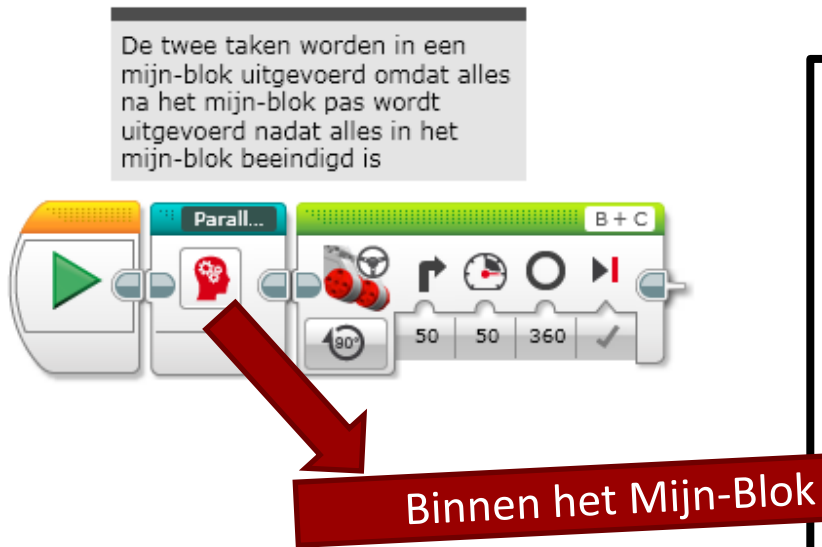 De twee taken worden in een
mijn-blok uitgevoerd omdat alles
na het mijn-blok pas wordt
uitgevoerd nadat alles in het
mijn-blok beeindigd is
Parall...
B + C
90°
50 50 360
Binnen het Mijn-Blok